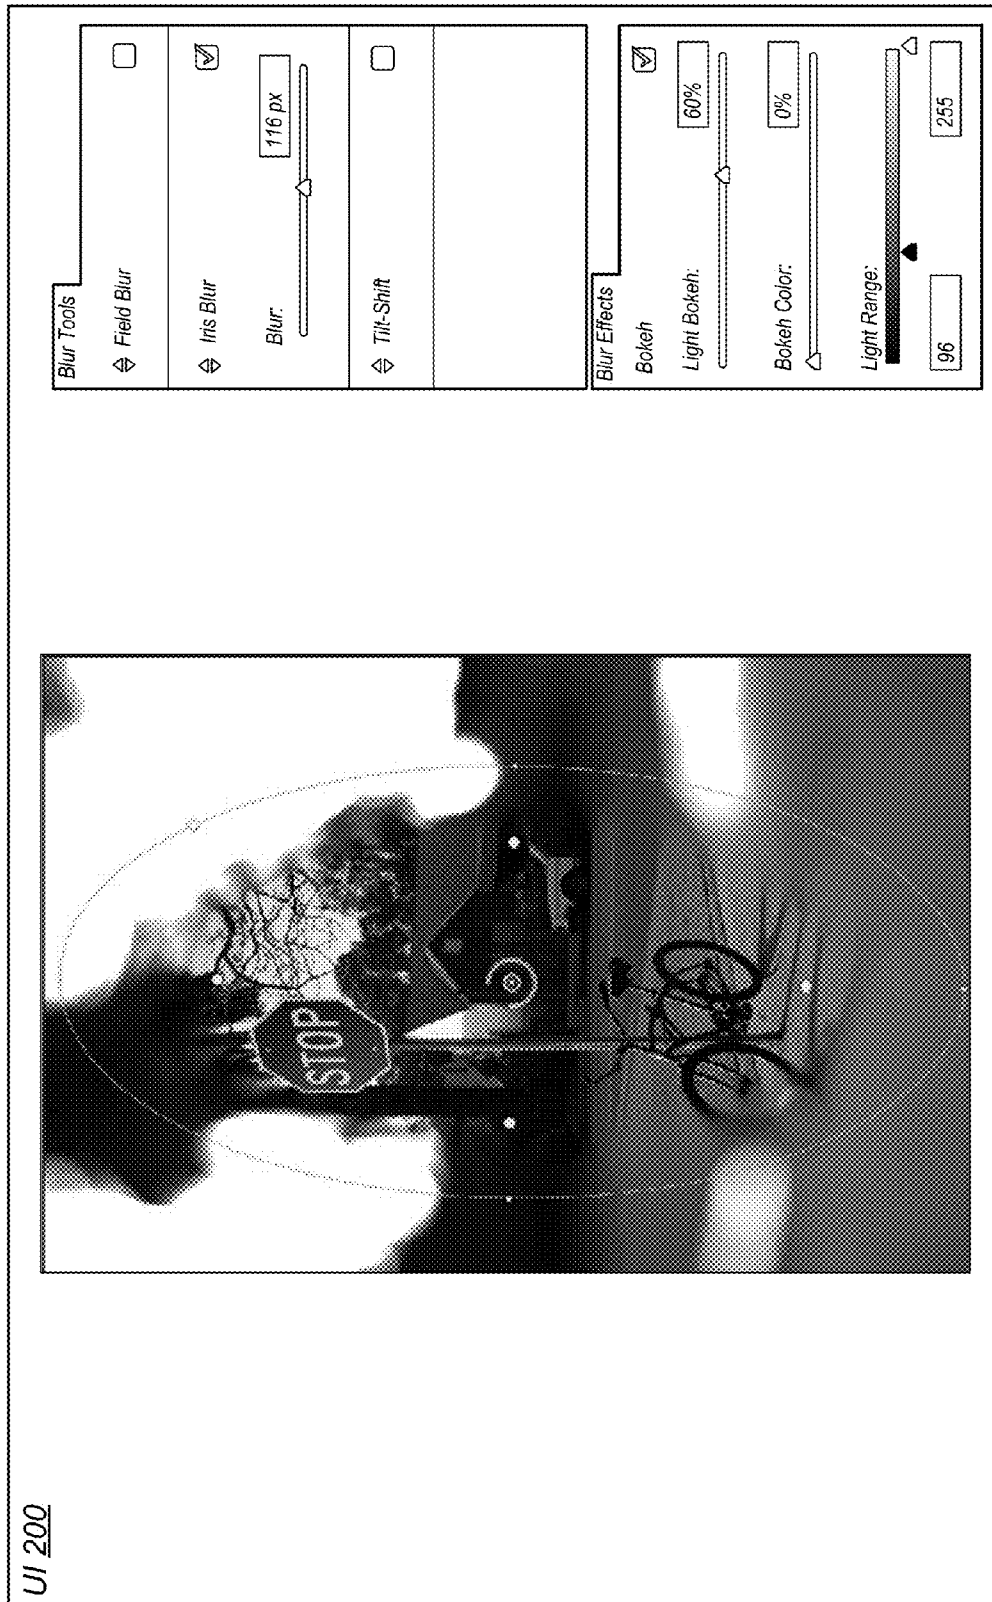 UI 200
STOP
Blur Tools
Field Blur
Iris Blur
Blur:
116 px
Tilt-Shift
Blur Effects
Bokeh
Light Bokeh:
60%
Bokeh Color:
0%
Light Range:
96
255